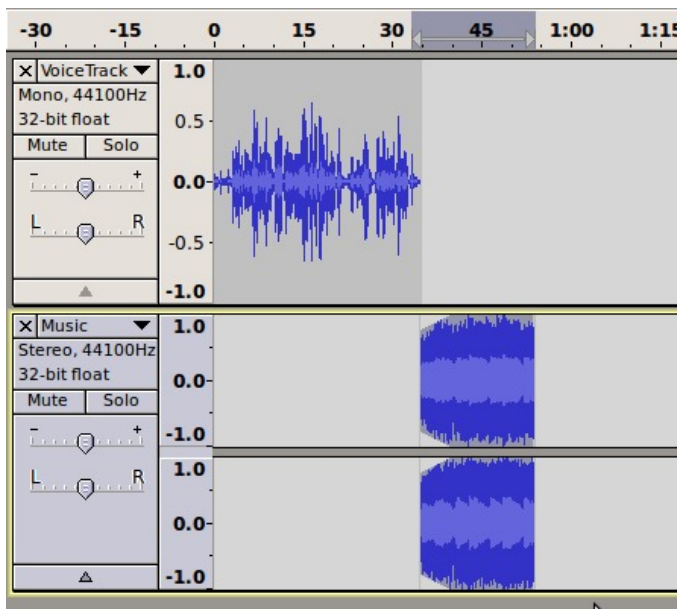 -30 -15 0 15 30 45 1:00 1:15
X VoiceTrack ▼
Mono, 44100Hz
32-bit float
Mute Solo
- +
L R
1.0
0.5
0.0
-0.5
-1.0
X Music ▼
Stereo, 44100Hz
32-bit float
Mute Solo
- +
L R
1.0
0.0
-1.0
1.0
0.0
-1.0